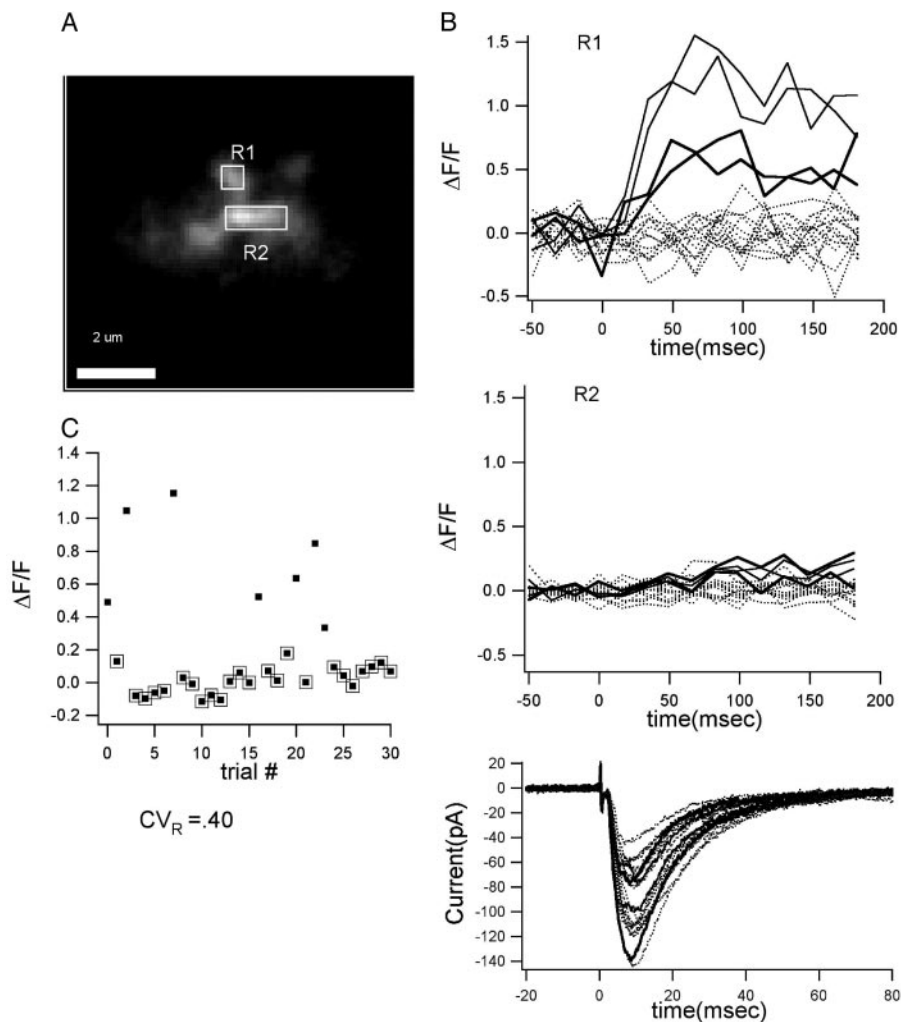 A
R1
R2
2 um
B
R1
1.5
1.0
0.5
0.0
-0.5
ΔF/F
-50 0 50 100 150 200
time(msec)
R2
1.5
1.0
0.5
0.0
-0.5
ΔF/F
-50 0 50 100 150 200
time(msec)
C
1.4
1.2
1.0
0.8
0.6
0.4
0.2
0.0
-0.2
ΔF/F
0 5 10 15 20 25 30
trial #
CVR =.40
20
0
-20
-40
-60
-80
-100
-120
-140
Current(pA)
-20 0 20 40 60 80
time(msec)